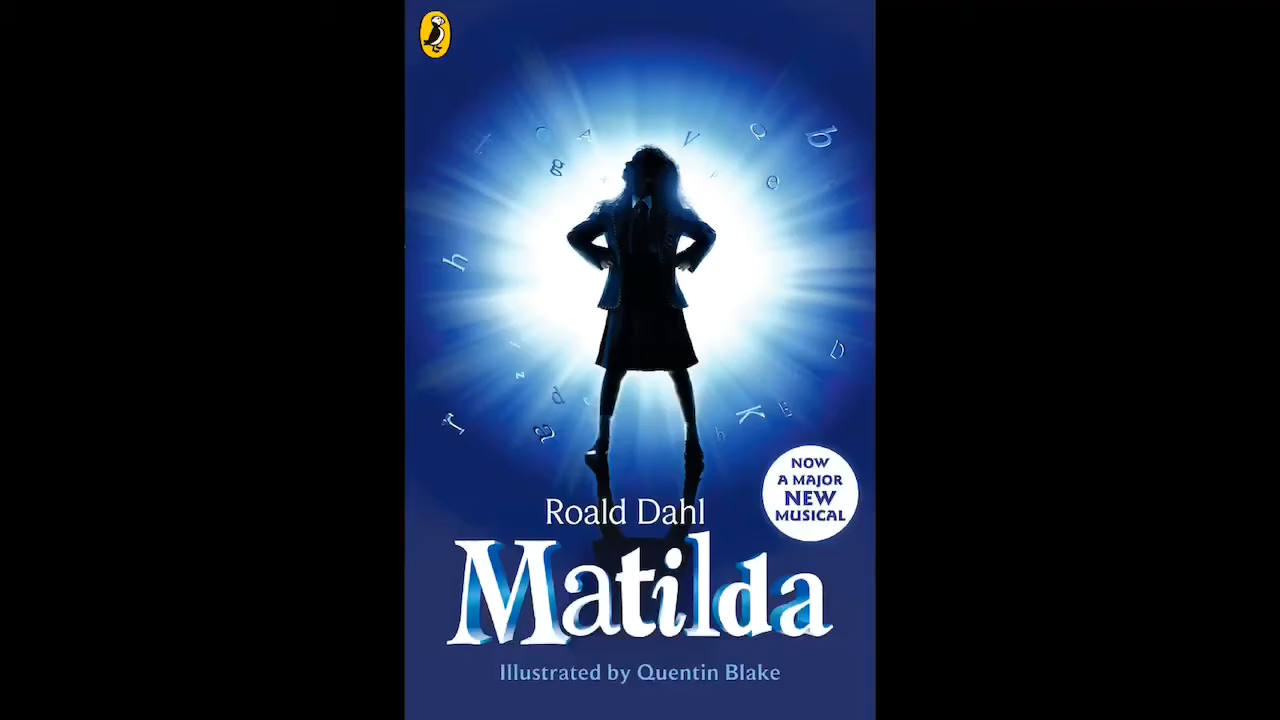 Roald Dahl
Matilda
Illustrated by Quentin Blake
NOW
A MAJOR
NEW
MUSICAL
t
C
A
g
V
a
b
e
h
D
z
d
r
a
K
E
h